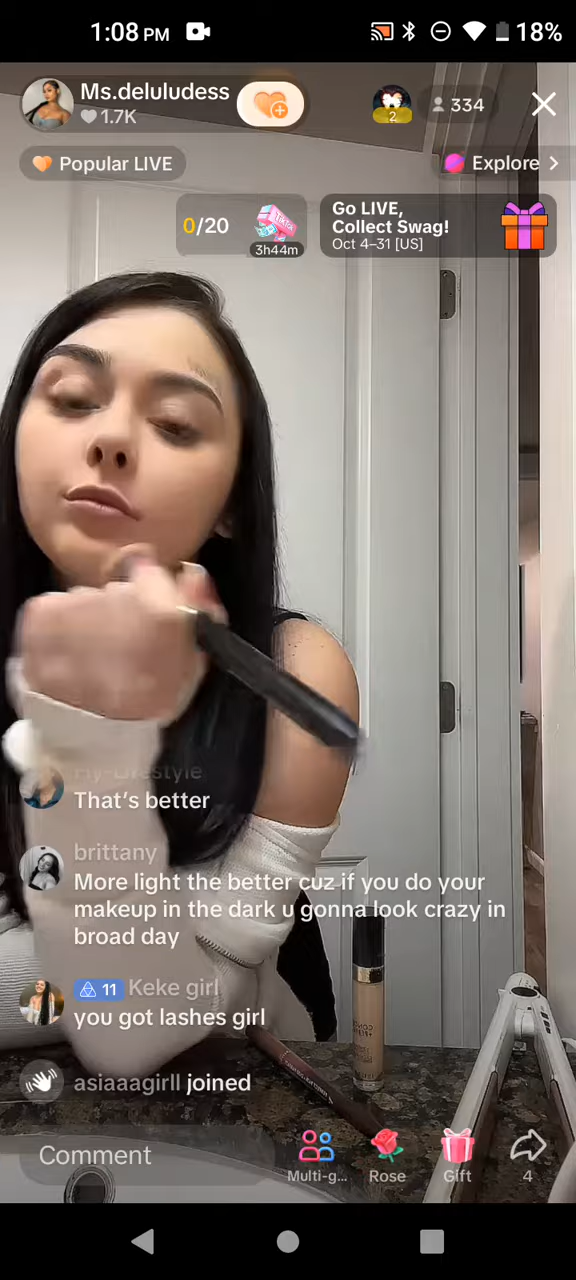 1:08 PM 18%
Ms.deluludess
1.7K
2
334
Popular LIVE
Explore
0/20
TikTok
3h44m
Go LIVE,
Collect Swag!
Oct 4–31 [US]
Fly-Lifestyle
That's better
brittany
More light the better cuz if you do your
makeup in the dark u gonna look crazy in
broad day
11 Keke girl
you got lashes girl
asiaaagirll joined
Comment
Multi-g...
Rose
Gift
4